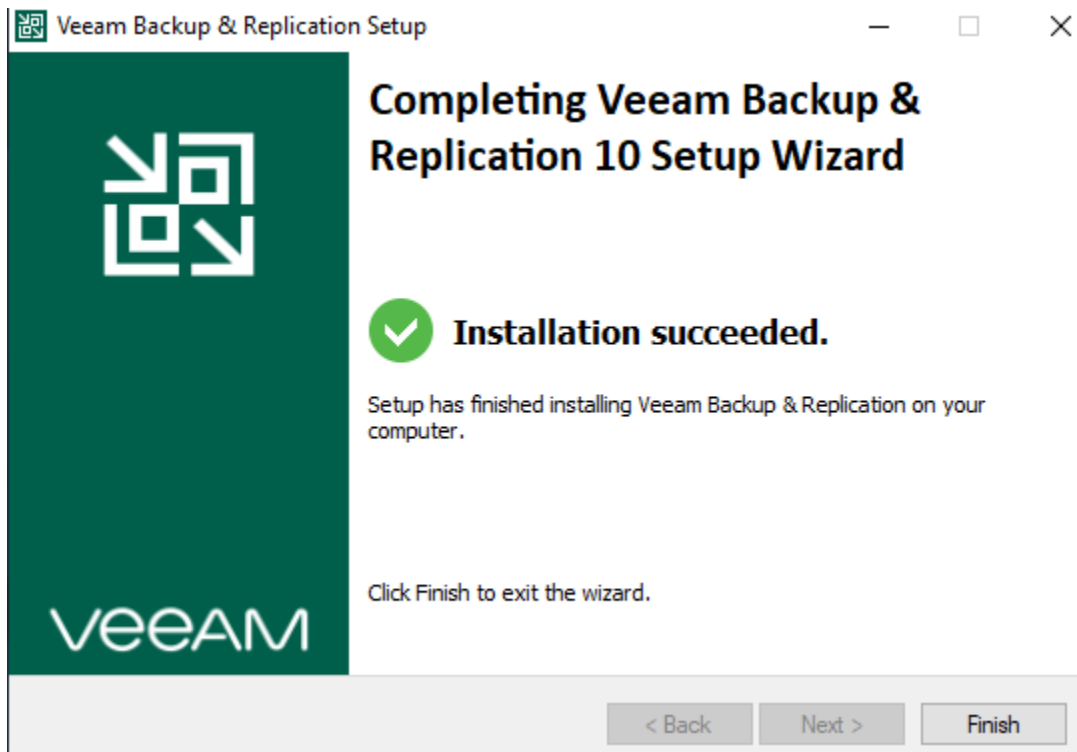 Veeam Backup & Replication Setup
Completing Veeam Backup &
Replication 10 Setup Wizard
Installation succeeded.
Setup has finished installing Veeam Backup & Replication on your
computer.
Click Finish to exit the wizard.
veeAM
< Back
Next >
Finish